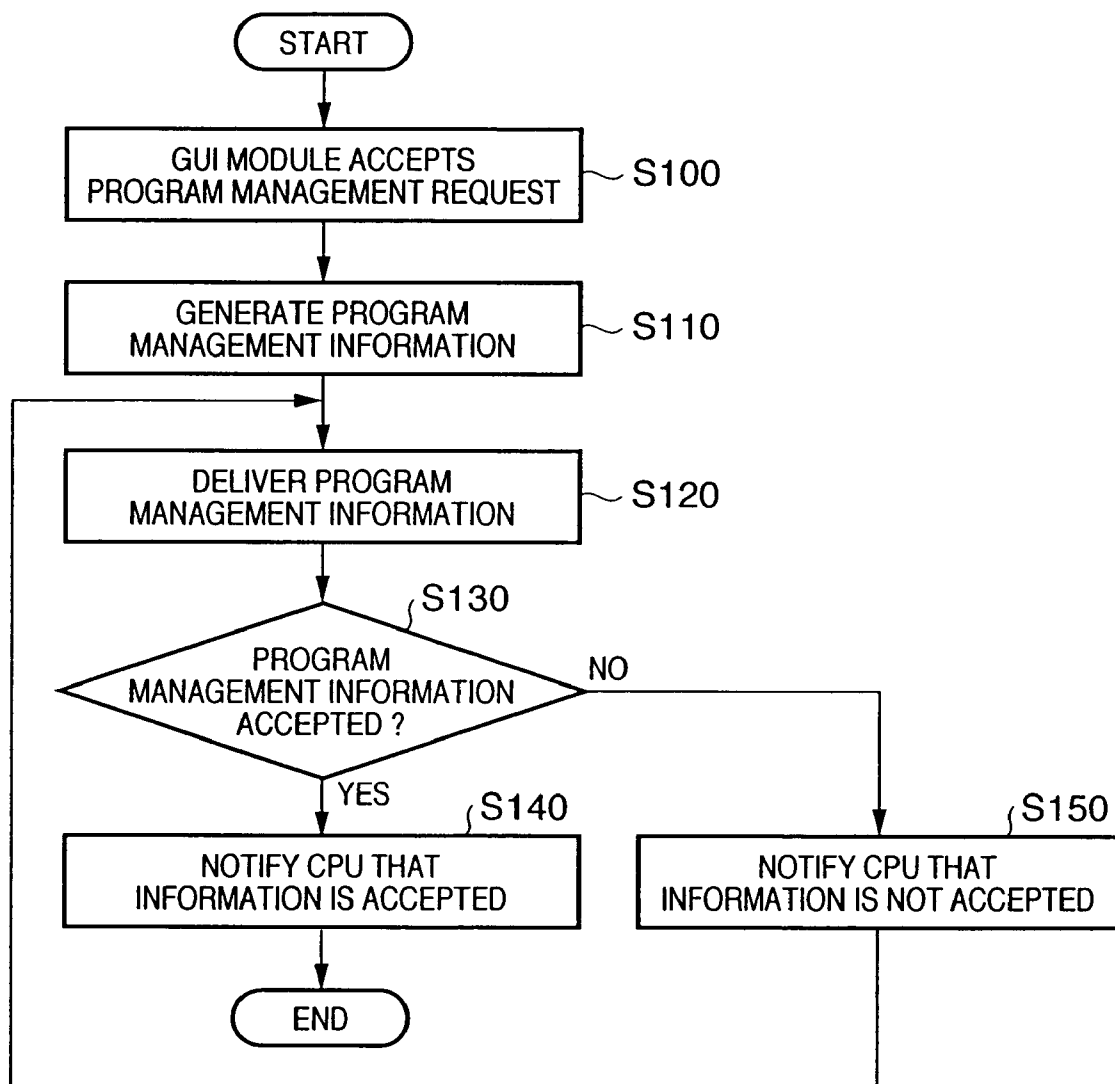 START
GUI MODULE ACCEPTS
PROGRAM MANAGEMENT REQUEST
S100
GENERATE PROGRAM
MANAGEMENT INFORMATION
S110
DELIVER PROGRAM
MANAGEMENT INFORMATION
S120
S130
PROGRAM
MANAGEMENT INFORMATION
ACCEPTED ?
NO
YES
S140
NOTIFY CPU THAT
INFORMATION IS ACCEPTED
S150
NOTIFY CPU THAT
INFORMATION IS NOT ACCEPTED
END